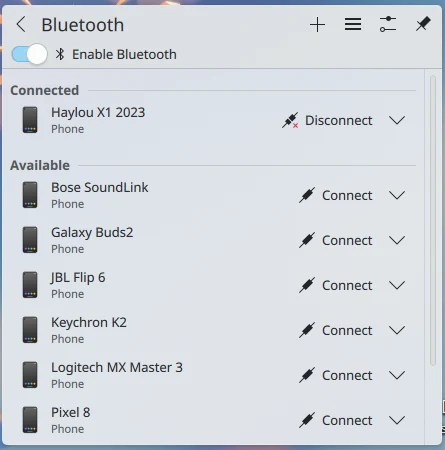 Bluetooth
Enable Bluetooth
Connected
Haylou X1 2023
Phone
Disconnect
Available
Bose SoundLink
Phone
Connect
Galaxy Buds2
Phone
Connect
JBL Flip 6
Phone
Connect
Keychron K2
Phone
Connect
Logitech MX Master 3
Phone
Connect
Pixel 8
Phone
Connect